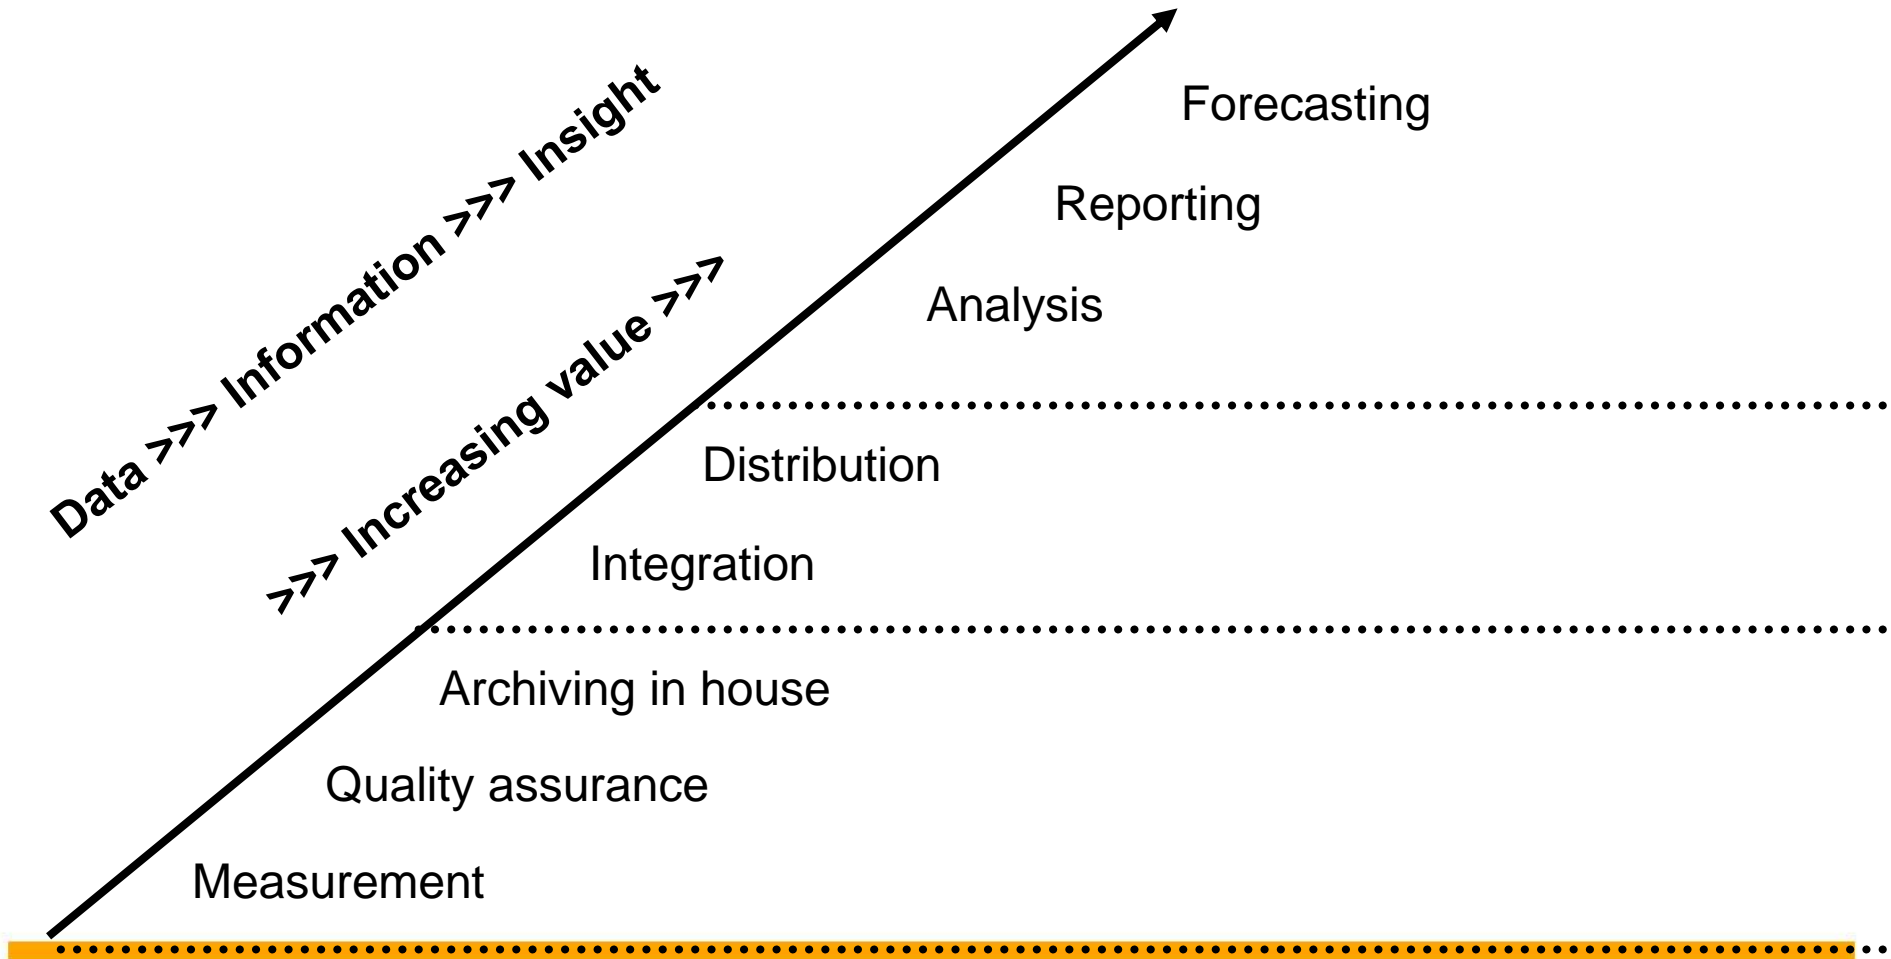 Data >>> Information >>> Insight
>>> Increasing value >>>
Forecasting
Reporting
Analysis
Distribution
Integration
Archiving in house
Quality assurance
Measurement